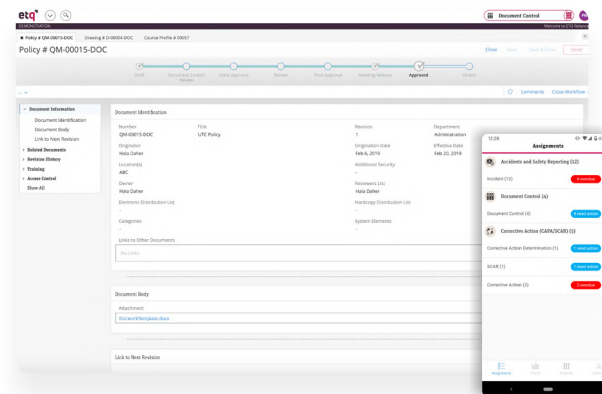 etq
Document Control
DEMONSTRATION
Welcome to ETQ Reliance
Policy # QM-00015-DOC
Drawing # D-00004-DOC
Course Profile # 00057
Policy # QM-00015-DOC
Close
Save
Save & Close
Send
Draft
Document Control Review
Initial Approval
Review
Final Approval
Awaiting Release
Approved
Voided
Comments
Close Workflow
Document Information
Document Identification
Document Body
Link to Next Revision
Related Documents
Revision History
Training
Access Control
Show All
Document Identification
Number
Title
Revision
Department
QM-00015-DOC
UTC Policy
1
Administration
Originator
Origination Date
Effective Date
Hala Daher
Feb 6, 2019
Feb 20, 2019
Location(s)
Additional Security
ABC
-
Owner
Reviewers List
Hala Daher
Hala Daher
Electronic Distribution List
Hardcopy Distribution List
-
-
Categories
System Elements
-
-
Links to Other Documents
No Links
Document Body
Attachment
DocworkTemplate.docx
Link to Next Revision
12:28
Assignments
Accidents and Safety Reporting (12)
Incident (12)
9 overdue
Document Control (4)
Document Control (4)
4 need action
Corrective Action (CAPA/SCAR) (5)
Corrective Action Determination (1)
1 need action
SCAR (1)
1 need action
Corrective Action (3)
3 overdue
Assignments